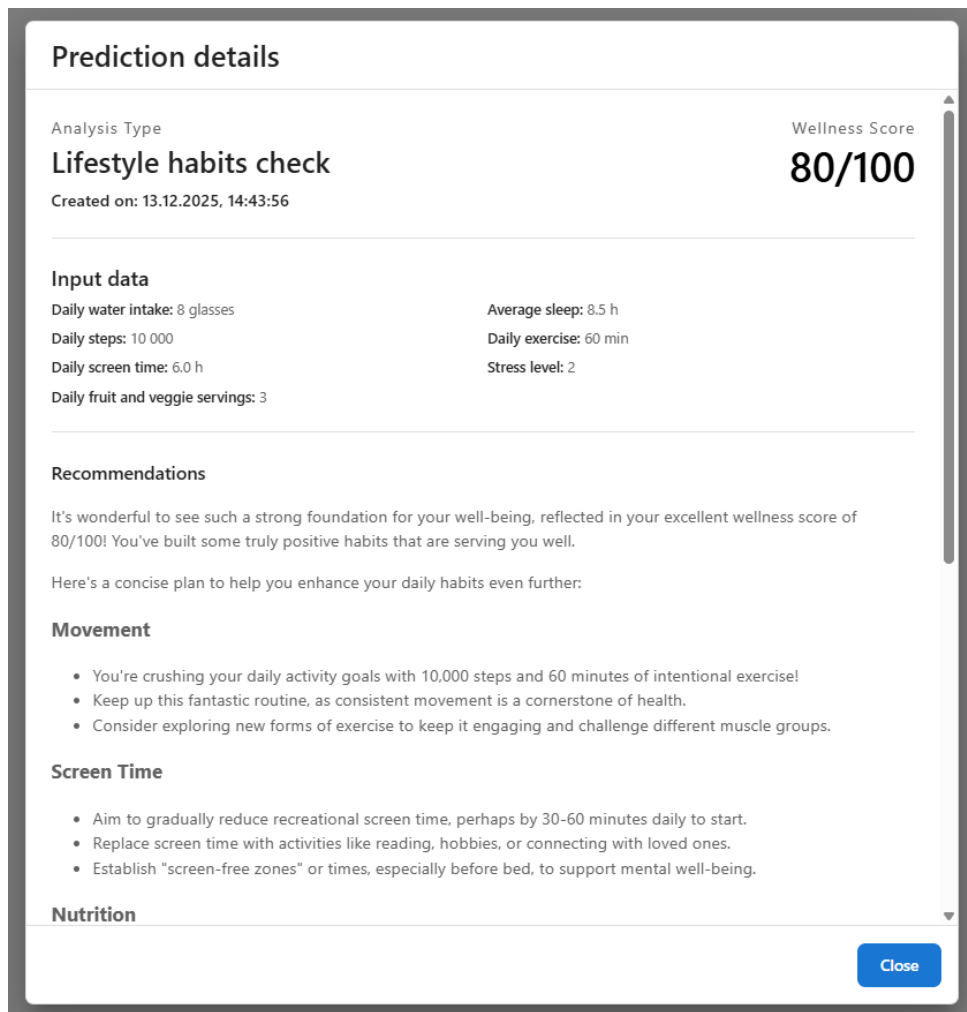 Prediction details
Analysis Type
Wellness Score
Lifestyle habits check
80/100
Created on: 13.12.2025, 14:43:56
Input data
Daily water intake: 8 glasses
Average sleep: 8.5 h
Daily steps: 10 000
Daily exercise: 60 min
Daily screen time: 6.0 h
Stress level: 2
Daily fruit and veggie servings: 3
Recommendations
It's wonderful to see such a strong foundation for your well-being, reflected in your excellent wellness score of
80/100! You've built some truly positive habits that are serving you well.
Here's a concise plan to help you enhance your daily habits even further:
Movement
• You're crushing your daily activity goals with 10,000 steps and 60 minutes of intentional exercise!
• Keep up this fantastic routine, as consistent movement is a cornerstone of health.
• Consider exploring new forms of exercise to keep it engaging and challenge different muscle groups.
Screen Time
• Aim to gradually reduce recreational screen time, perhaps by 30-60 minutes daily to start.
• Replace screen time with activities like reading, hobbies, or connecting with loved ones.
• Establish "screen-free zones" or times, especially before bed, to support mental well-being.
Nutrition
Close